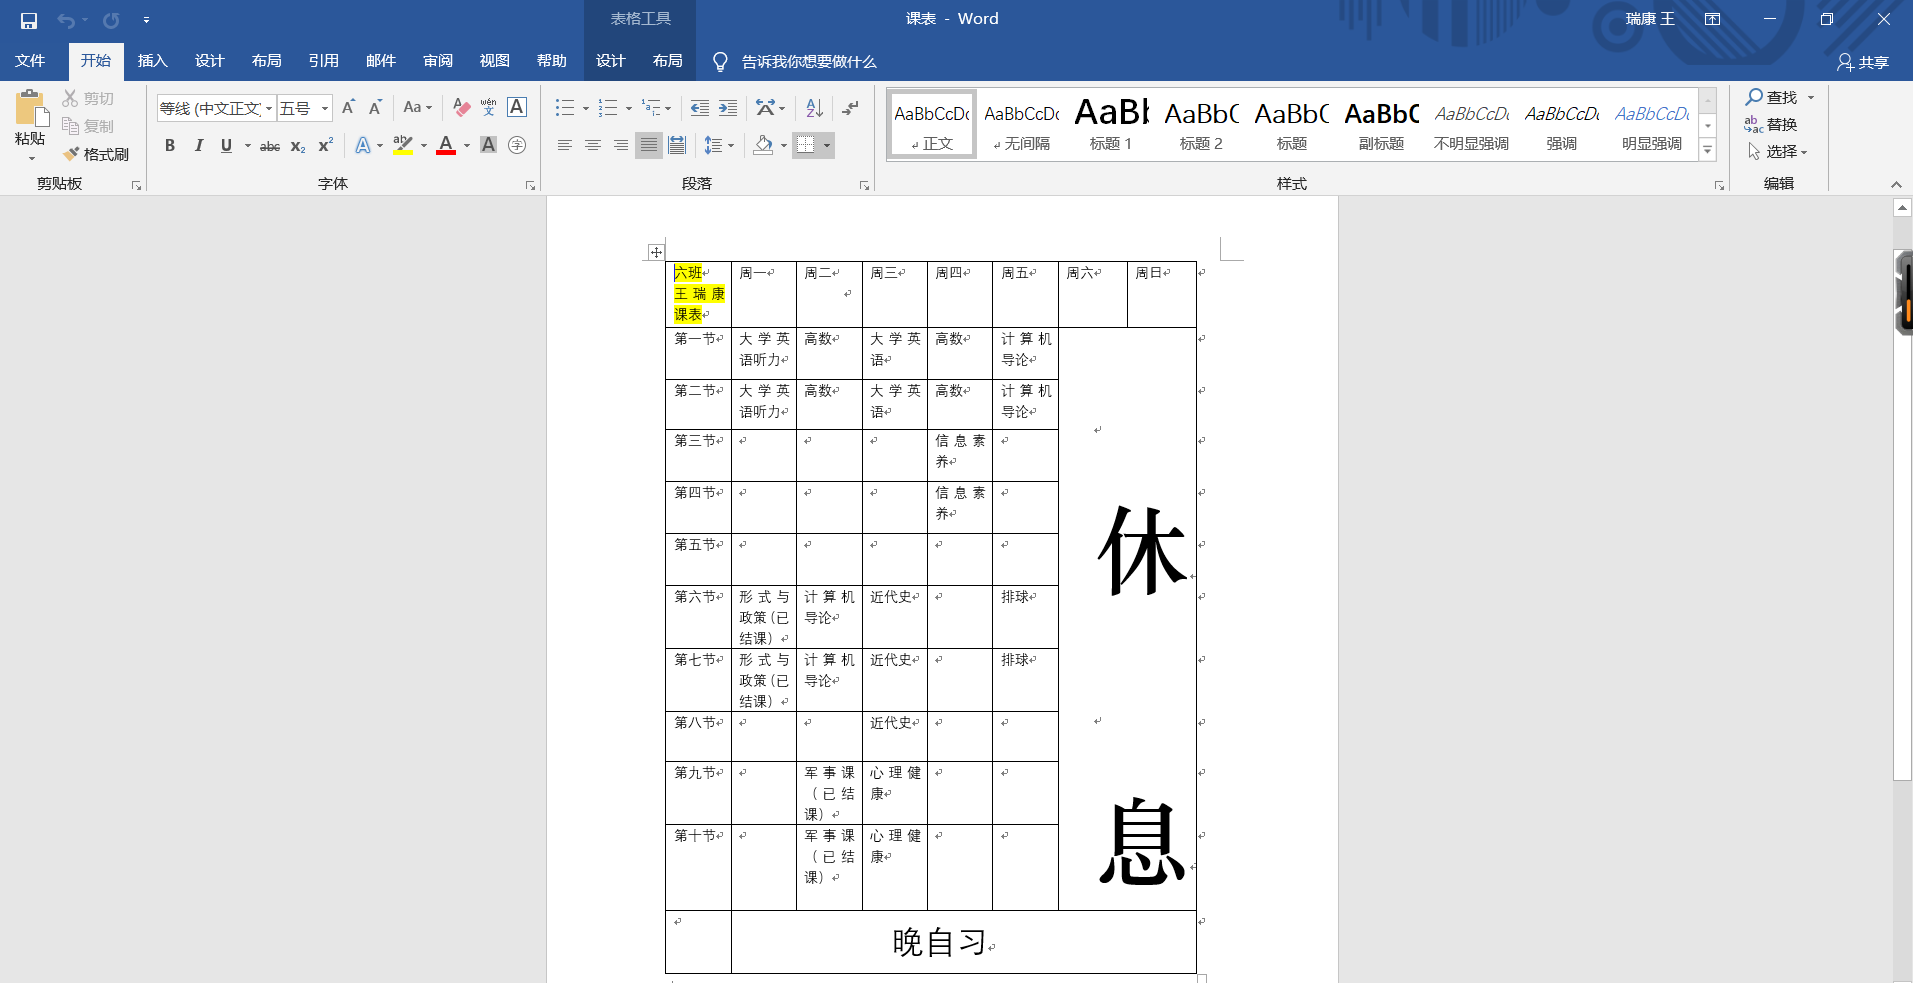 表格工具
课表 - Word
瑞康 王
文件 开始 插入 设计 布局 引用 邮件 审阅 视图 帮助 设计 布局 告诉我你想要做什么 共享
粘贴
剪切
复制
格式刷
剪贴板
等线 (中文正文) 五号
字体
段落
AaBbCcDc AaBbCcDc AaBl AaBbC AaBbC AaBbC AaBbCcDc AaBbCcDc AaBbCcDc
正文 无间隔 标题 1 标题 2 标题 副标题 不明显强调 强调 明显强调
样式
查找
替换
选择
编辑
六班
王瑞康
课表
周一 周二 周三 周四 周五 周六 周日
第一节 大学英语听力 高数 大学英语 高数 计算机导论
第二节 大学英语听力 高数 大学英语 高数 计算机导论
第三节 信息素养
第四节 信息素养
第五节
休
第六节 形式与政策(已结课) 计算机导论 近代史 排球
第七节 形式与政策(已结课) 计算机导论 近代史 排球
第八节 近代史
第九节 军事课（已结课） 心理健康
第十节 军事课（已结课） 心理健康
息
晚自习